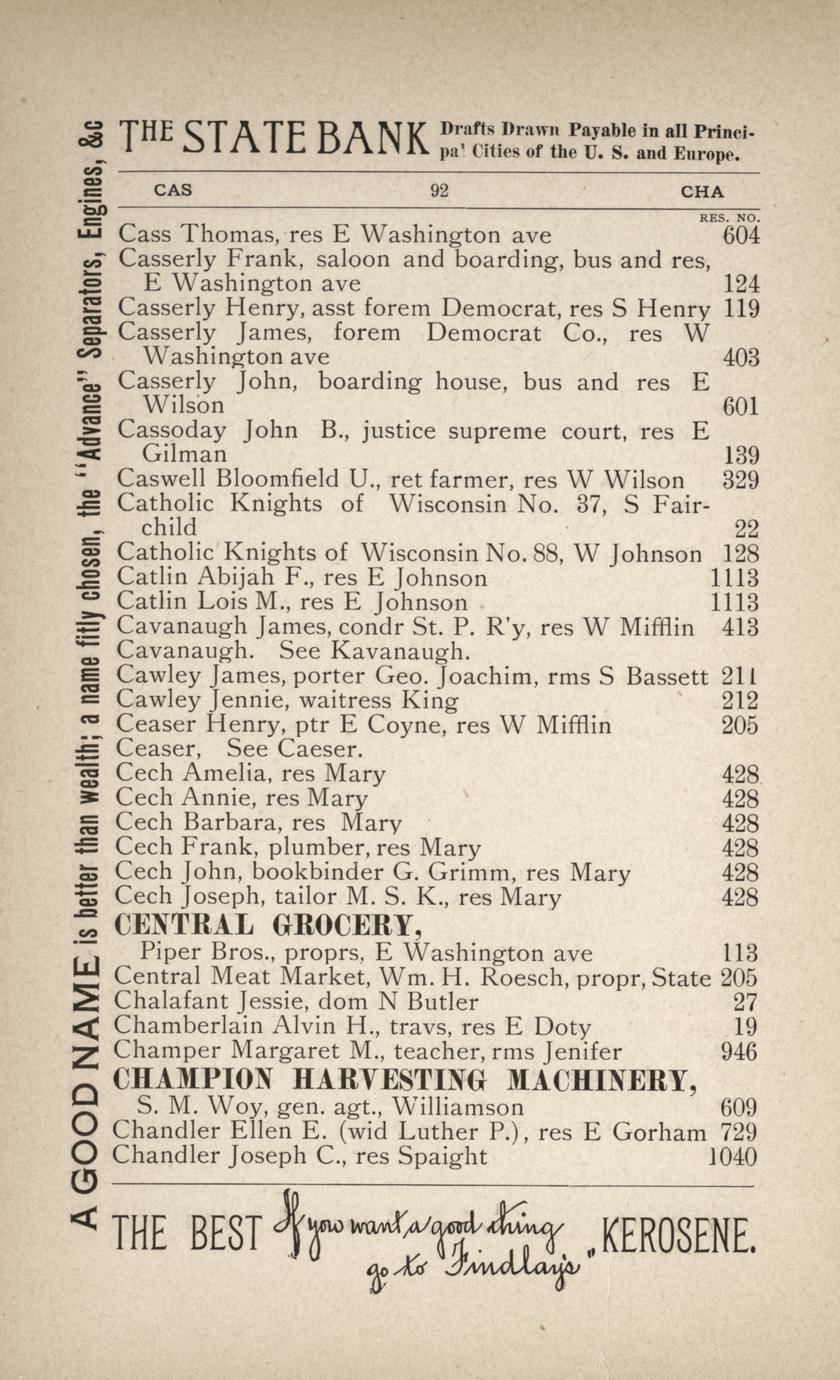 THE STATE BANK Drafts Drawn Payable in all Princi-
pal Cities of the U. S. and Europe.
CAS 92 CHA
RES. NO.
Cass Thomas, res E Washington ave 604
Casserly Frank, saloon and boarding, bus and res,
E Washington ave 124
Casserly Henry, asst forem Democrat, res S Henry 119
Casserly James, forem Democrat Co., res W
Washington ave 403
Casserly John, boarding house, bus and res E
Wilson 601
Cassoday John B., justice supreme court, res E
Gilman 139
Caswell Bloomfield U., ret farmer, res W Wilson 329
Catholic Knights of Wisconsin No. 37, S Fair-
child 22
Catholic Knights of Wisconsin No. 88, W Johnson 128
Catlin Abijah F., res E Johnson 1113
Catlin Lois M., res E Johnson 1113
Cavanaugh James, condr St. P. R'y, res W Mifflin 413
Cavanaugh. See Kavanaugh.
Cawley James, porter Geo. Joachim, rms S Bassett 211
Cawley Jennie, waitress King 212
Ceaser Henry, ptr E Coyne, res W Mifflin 205
Ceaser, See Caeser.
Cech Amelia, res Mary 428
Cech Annie, res Mary 428
Cech Barbara, res Mary 428
Cech Frank, plumber, res Mary 428
Cech John, bookbinder G. Grimm, res Mary 428
Cech Joseph, tailor M. S. K., res Mary 428
CENTRAL GROCERY,
Piper Bros., proprs, E Washington ave 113
Central Meat Market, Wm. H. Roesch, propr, State 205
Chalafant Jessie, dom N Butler 27
Chamberlain Alvin H., travs, res E Doty 19
Champer Margaret M., teacher, rms Jenifer 946
CHAMPION HARVESTING MACHINERY,
S. M. Woy, gen. agt., Williamson 609
Chandler Ellen E. (wid Luther P.), res E Gorham 729
Chandler Joseph C., res Spaight 1040
THE BEST If you want a good thing go to Findlay's „ KEROSENE.
A GOOD NAME is better than wealth; a name fitly chosen, the "Advance" Separators, Engines, &c